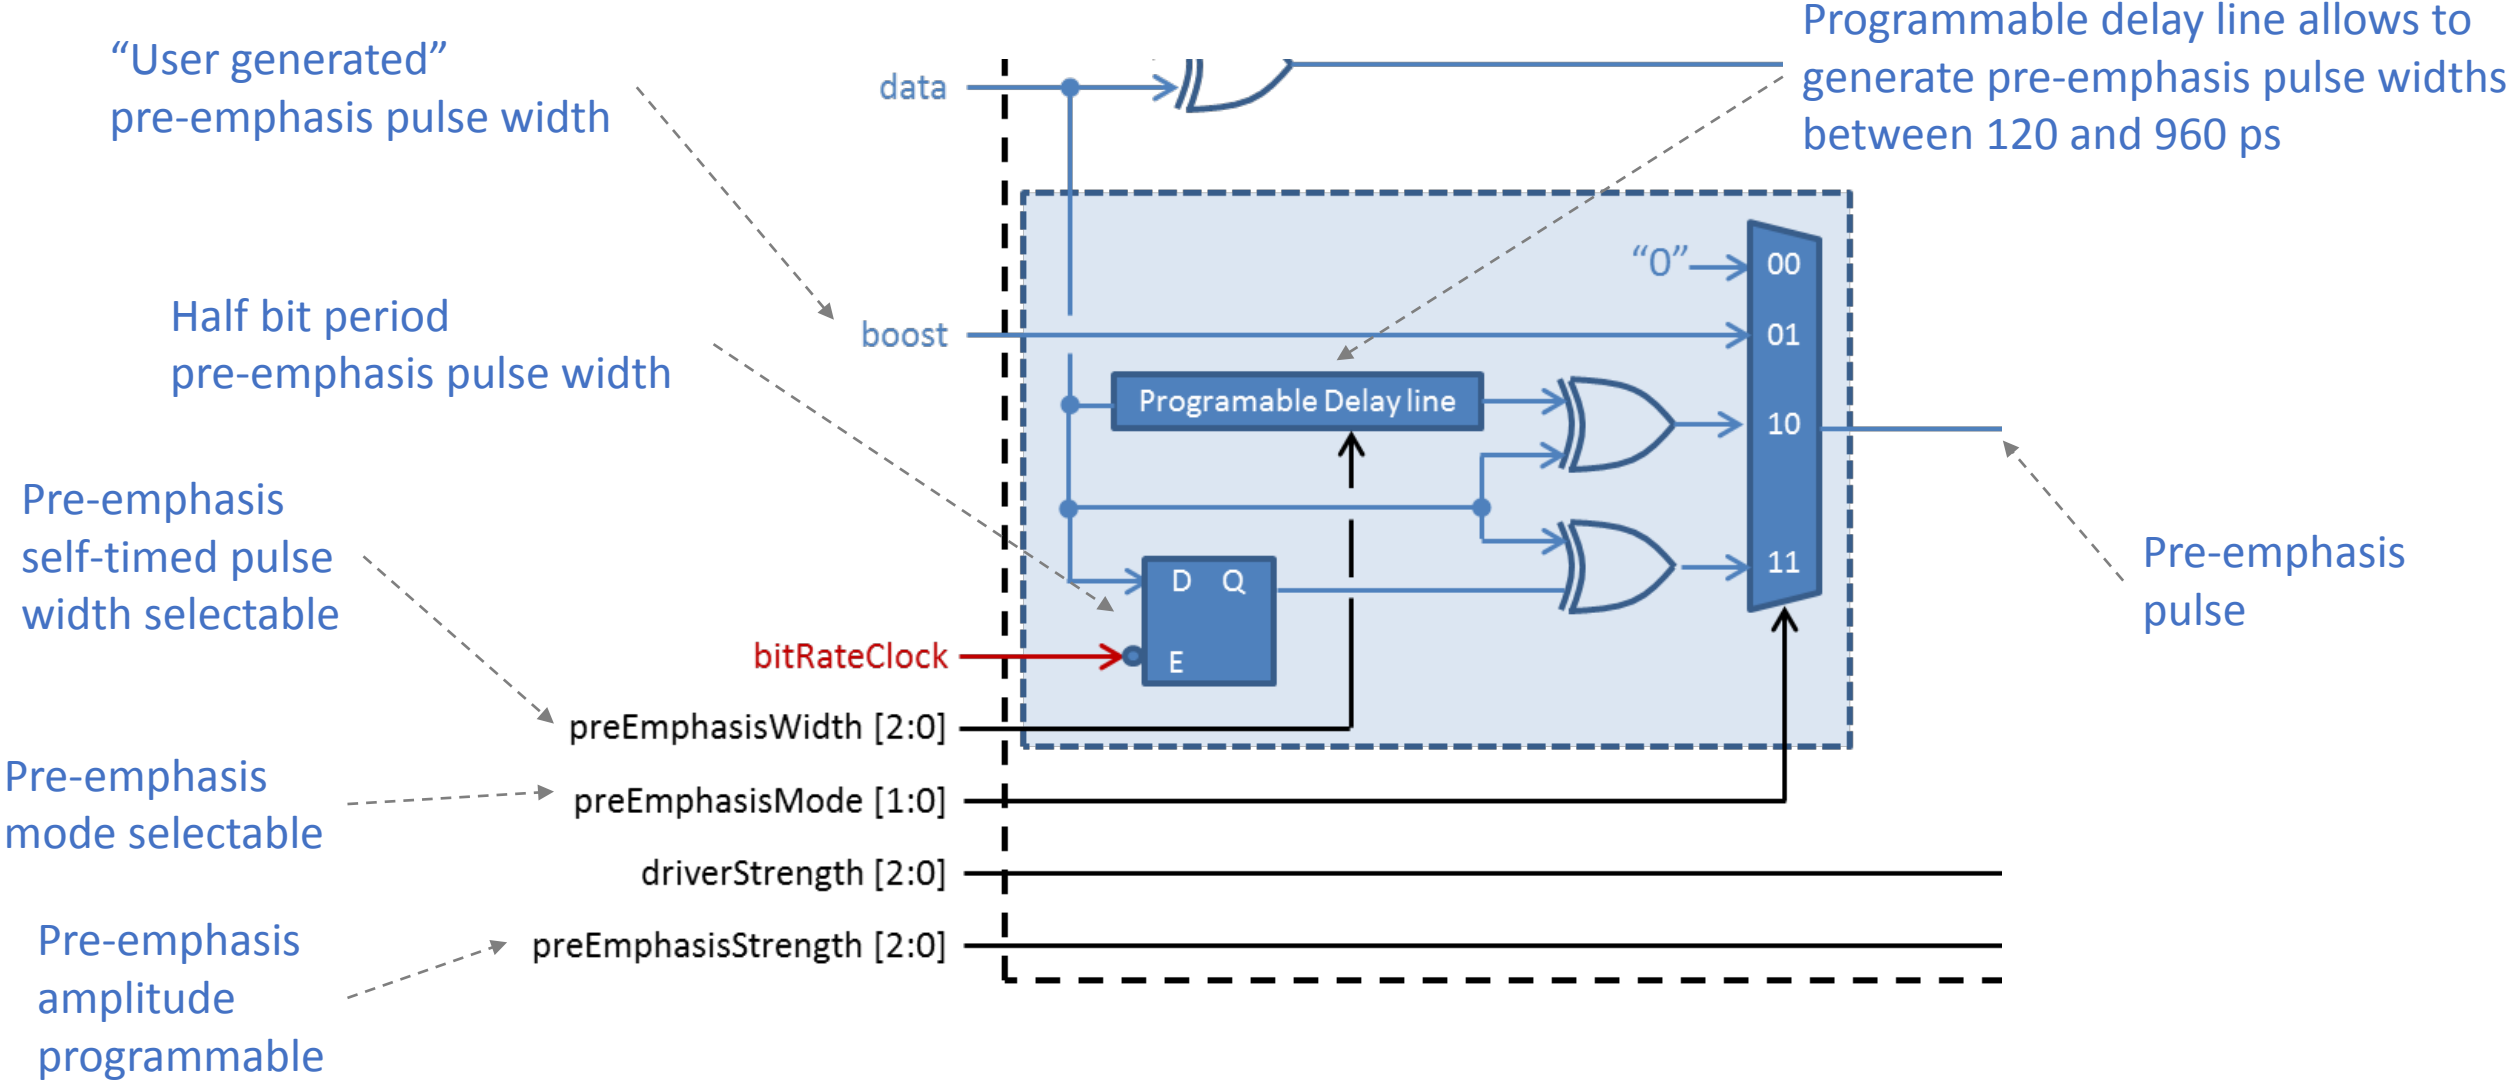 Programmable delay line allows to
generate pre-emphasis pulse widths
between 120 and 960 ps
“User generated”
pre-emphasis pulse width
data
“0”
00
Half bit period
pre-emphasis pulse width
boost
01
Programable Delay line
10
Pre-emphasis
self-timed pulse
width selectable
D Q
11
Pre-emphasis
pulse
bitRateClock
E
preEmphasisWidth [2:0]
Pre-emphasis
mode selectable
preEmphasisMode [1:0]
driverStrength [2:0]
Pre-emphasis
amplitude
programmable
preEmphasisStrength [2:0]